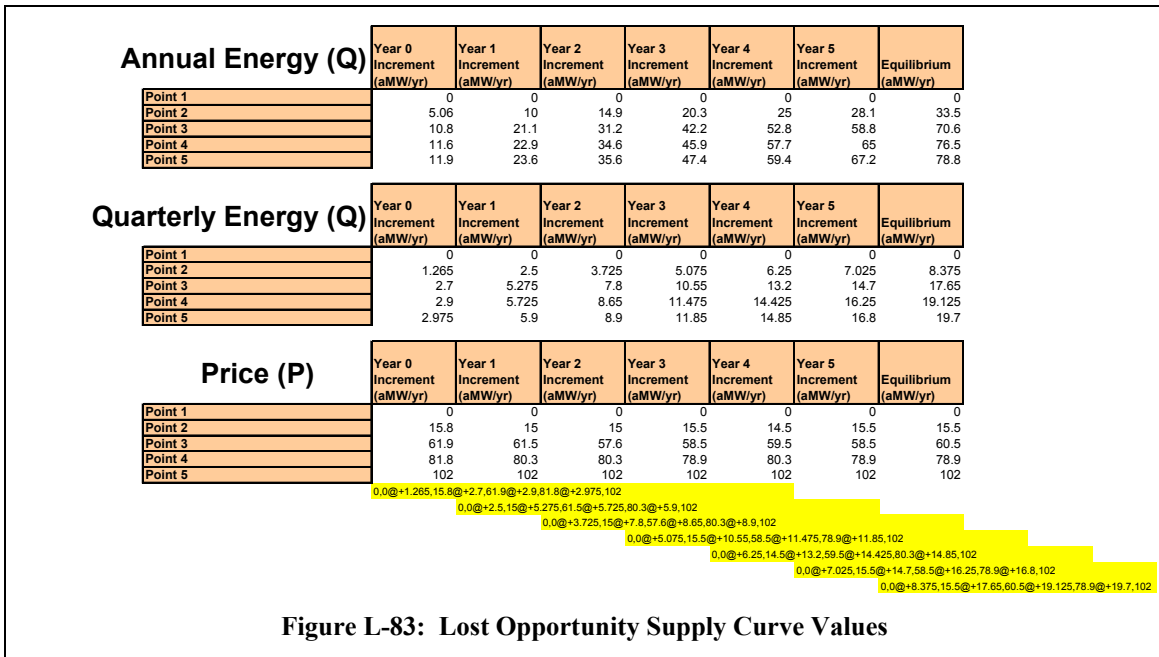 Annual Energy (Q)
Year 0 Increment (aMW/yr) Year 1 Increment (aMW/yr) Year 2 Increment (aMW/yr) Year 3 Increment (aMW/yr) Year 4 Increment (aMW/yr) Year 5 Increment (aMW/yr) Equilibrium (aMW/yr)
Point 1 0 0 0 0 0 0 0
Point 2 5.06 10 14.9 20.3 25 28.1 33.5
Point 3 10.8 21.1 31.2 42.2 52.8 58.8 70.6
Point 4 11.6 22.9 34.6 45.9 57.7 65 76.5
Point 5 11.9 23.6 35.6 47.4 59.4 67.2 78.8
Quarterly Energy (Q)
Year 0 Increment (aMW/yr) Year 1 Increment (aMW/yr) Year 2 Increment (aMW/yr) Year 3 Increment (aMW/yr) Year 4 Increment (aMW/yr) Year 5 Increment (aMW/yr) Equilibrium (aMW/yr)
Point 1 0 0 0 0 0 0 0
Point 2 1.265 2.5 3.725 5.075 6.25 7.025 8.375
Point 3 2.7 5.275 7.8 10.55 13.2 14.7 17.65
Point 4 2.9 5.725 8.65 11.475 14.425 16.25 19.125
Point 5 2.975 5.9 8.9 11.85 14.85 16.8 19.7
Price (P)
Year 0 Increment (aMW/yr) Year 1 Increment (aMW/yr) Year 2 Increment (aMW/yr) Year 3 Increment (aMW/yr) Year 4 Increment (aMW/yr) Year 5 Increment (aMW/yr) Equilibrium (aMW/yr)
Point 1 0 0 0 0 0 0 0
Point 2 15.8 15 15 15.5 14.5 15.5 15.5
Point 3 61.9 61.5 57.6 58.5 59.5 58.5 60.5
Point 4 81.8 80.3 80.3 78.9 80.3 78.9 78.9
Point 5 102 102 102 102 102 102 102
0,0@+1.265,15.8@+2.7,61.9@+2.9,81.8@+2.975,102
0,0@+2.5,15@+5.275,61.5@+5.725,80.3@+5.9,102
0,0@+3.725,15@+7.8,57.6@+8.65,80.3@+8.9,102
0,0@+5.075,15.5@+10.55,58.5@+11.475,78.9@+11.85,102
0,0@+6.25,14.5@+13.2,59.5@+14.425,80.3@+14.85,102
0,0@+7.025,15.5@+14.7,58.5@+16.25,78.9@+16.8,102
0,0@+8.375,15.5@+17.65,60.5@+19.125,78.9@+19.7,102
Figure L-83: Lost Opportunity Supply Curve Values